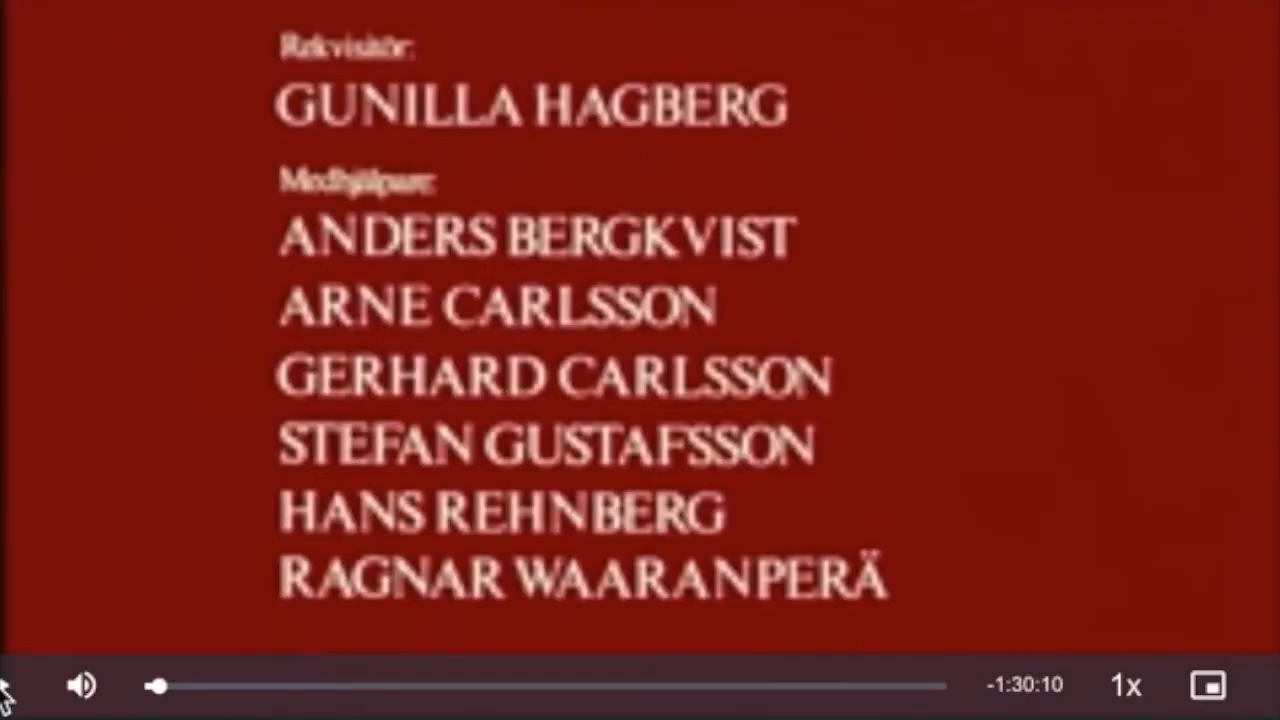 Rekvisitör:
GUNILLA HAGBERG
Medhjälpare:
ANDERS BERGKVIST
ARNE CARLSSON
GERHARD CARLSSON
STEFAN GUSTAFSSON
HANS REHNBERG
RAGNAR WAARANPERÄ
-1:30:10 1x